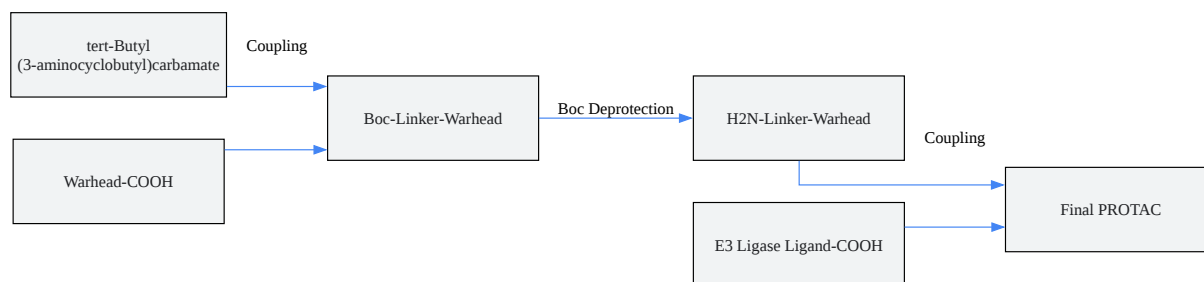 tert-Butyl
(3-aminocyclobutyl)carbamate
Coupling
Warhead-COOH
Boc-Linker-Warhead
Boc Deprotection
H2N-Linker-Warhead
Coupling
E3 Ligase Ligand-COOH
Final PROTAC